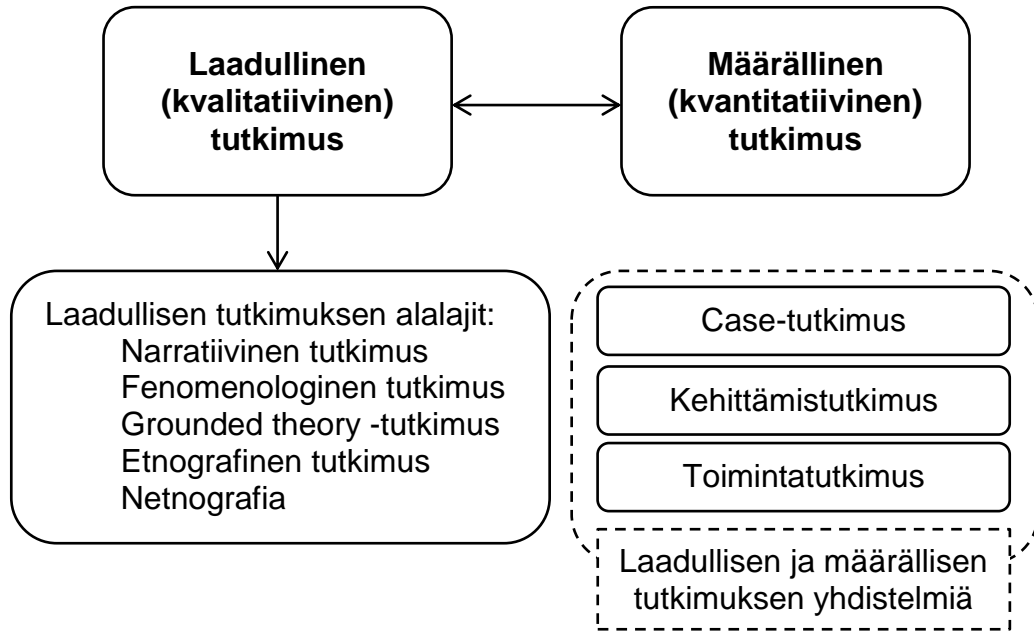 Laadullinen
(kvalitatiivinen)
tutkimus
Määrällinen
(kvantitatiivinen)
tutkimus
Laadullisen tutkimuksen alalajit:
Narratiivinen tutkimus
Fenomenologinen tutkimus
Grounded theory -tutkimus
Etnografinen tutkimus
Netnografia
Case-tutkimus
Kehittämistutkimus
Toimintatutkimus
Laadullisen ja määrällisen
tutkimuksen yhdistelmiä